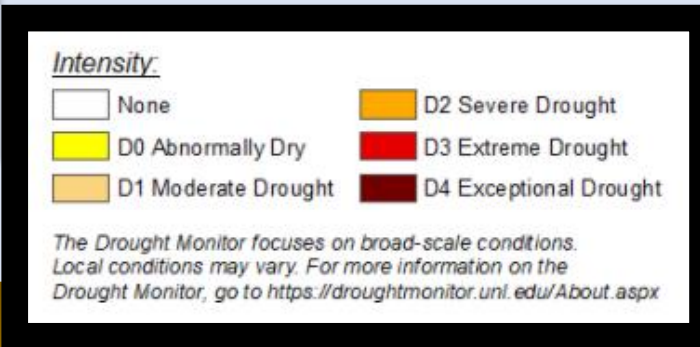 Intensity:
None
D0 Abnormally Dry
D1 Moderate Drought
D2 Severe Drought
D3 Extreme Drought
D4 Exceptional Drought
The Drought Monitor focuses on broad-scale conditions.
Local conditions may vary. For more information on the
Drought Monitor, go to https://droughtmonitor.unl.edu/About.aspx